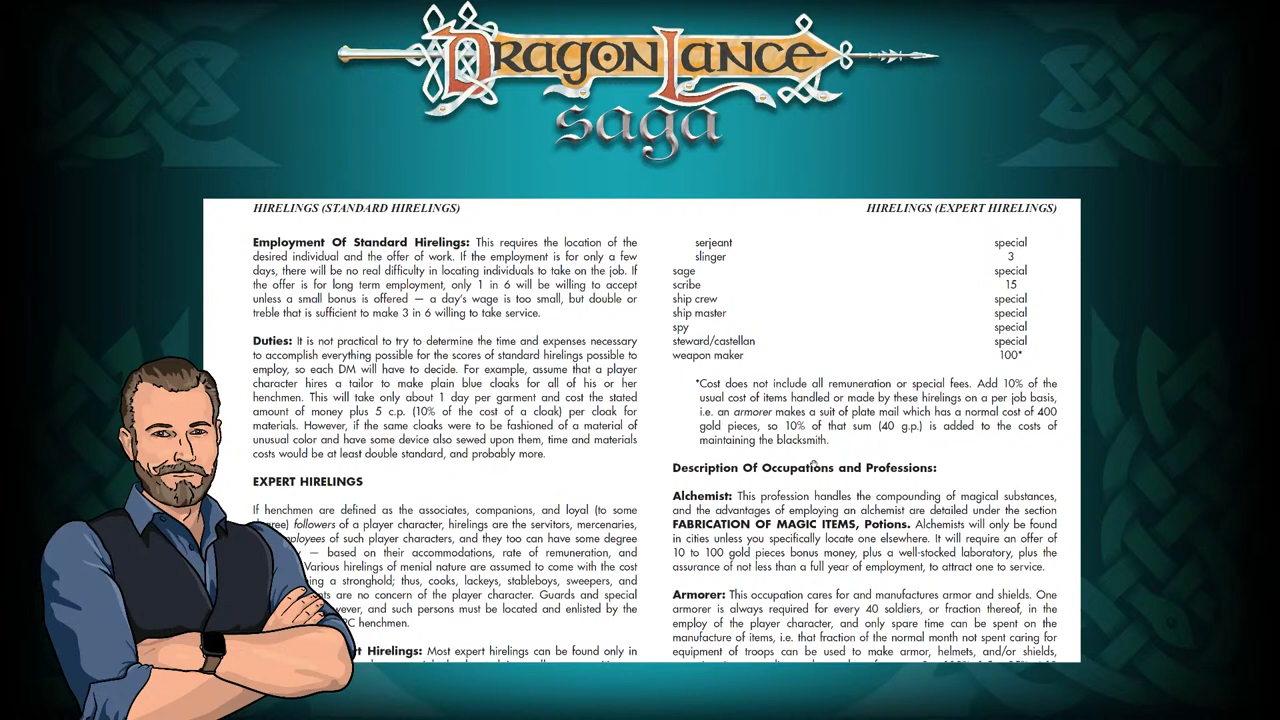 DragonLance
saga
HIRELINGS (STANDARD HIRELINGS)
Employment Of Standard Hirelings: This requires the location of the
desired individual and the offer of work. If the employment is for only a few
days, there will be no real difficulty in locating individuals to take on the job. If
the offer is for long term employment, only 1 in 6 will be willing to accept
unless a small bonus is offered — a day's wage is too small, but double or
treble that is sufficient to make 3 in 6 willing to take service.
Duties: It is not practical to try to determine the time and expenses necessary
to accomplish everything possible for the scores of standard hirelings possible to
employ, so each DM will have to decide. For example, assume that a player
character hires a tailor to make plain blue cloaks for all of his or her
henchmen. This will take only about 1 day per garment and cost the stated
amount of money plus 5 c.p. (10% of the cost of a cloak) per cloak for
materials. However, if the same cloaks were to be fashioned of a material of
unusual color and have some device also sewed upon them, time and materials
costs would be at least double standard, and probably more.
EXPERT HIRELINGS
If henchmen are defined as the associates, companions, and loyal (to some
followers of a player character, hirelings are the servitors, mercenaries,
of such player characters, and they too can have some degree
— based on their accommodations, rate of remuneration, and
Various hirelings of menial nature are assumed to come with the cost
a stronghold; thus, cooks, lackeys, stableboys, sweepers, and
are no concern of the player character. Guards and special
and such persons must be located and enlisted by the
henchmen.
Hirelings: Most expert hirelings can be found only in
HIRELINGS (EXPERT HIRELINGS)
serjeant special
slinger 3
sage special
scribe 15
ship crew special
ship master special
spy special
steward/castellan special
weapon maker 100*
*Cost does not include all remuneration or special fees. Add 10% of the
usual cost of items handled or made by these hirelings on a per job basis,
i.e. an armorer makes a suit of plate mail which has a normal cost of 400
gold pieces, so 10% of that sum (40 g.p.) is added to the costs of
maintaining the blacksmith.
Description Of Occupations and Professions:
Alchemist: This profession handles the compounding of magical substances,
and the advantages of employing an alchemist are detailed under the section
FABRICATION OF MAGIC ITEMS, Potions. Alchemists will only be found
in cities unless you specifically locate one elsewhere. It will require an offer of
10 to 100 gold pieces bonus money, plus a well-stocked laboratory, plus the
assurance of not less than a full year of employment, to attract one to service.
Armorer: This occupation cares for and manufactures armor and shields. One
armorer is always required for every 40 soldiers, or fraction thereof, in the
employ of the player character, and only spare time can be spent on the
manufacture of items, i.e. that fraction of the normal month not spent caring for
equipment of troops can be used to make armor, helmets, and/or shields,